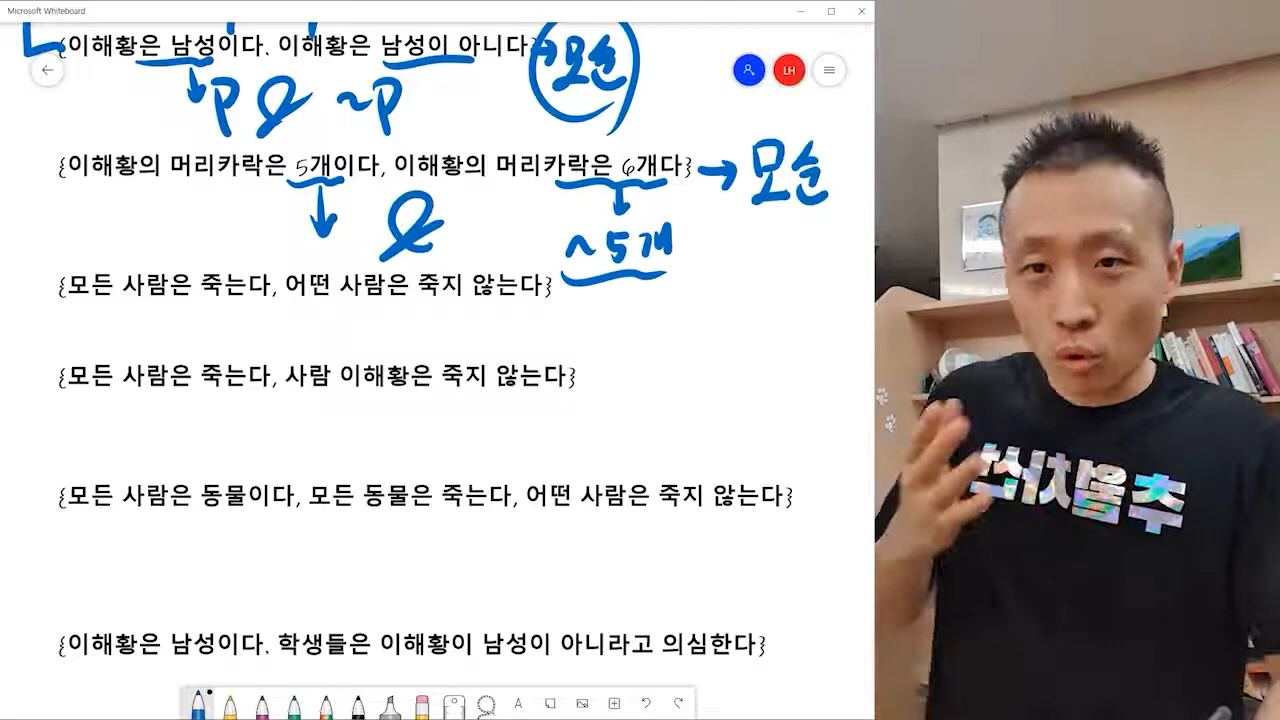 Microsoft Whiteboard
{이해황은 남성이다. 이해황은 남성이 아니다} → 모순
P & ~P
LH
{이해황의 머리카락은 5개이다, 이해황의 머리카락은 6개다} → 모순
& ~5개
{모든 사람은 죽는다, 어떤 사람은 죽지 않는다}
{모든 사람은 죽는다, 사람 이해황은 죽지 않는다}
{모든 사람은 동물이다, 모든 동물은 죽는다, 어떤 사람은 죽지 않는다}
{이해황은 남성이다. 학생들은 이해황이 남성이 아니라고 의심한다}
A